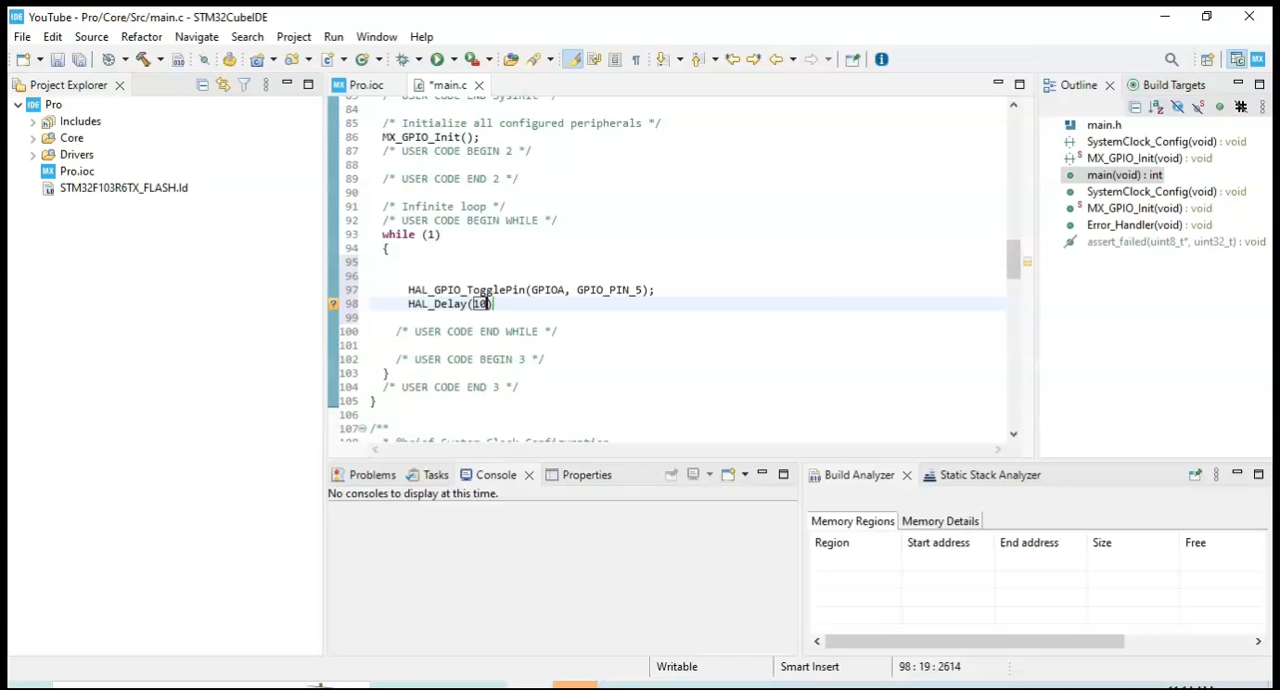 IDE YouTube - Pro/Core/Src/main.c - STM32CubeIDE
File Edit Source Refactor Navigate Search Project Run Window Help
Project Explorer
IDE Pro
Includes
Core
Drivers
MX Pro.ioc
STM32F103R6TX_FLASH.ld
MX Pro.ioc *main.c
84
85 /* Initialize all configured peripherals */
86 MX_GPIO_Init();
87 /* USER CODE BEGIN 2 */
88
89 /* USER CODE END 2 */
90
91 /* Infinite loop */
92 /* USER CODE BEGIN WHILE */
93 while (1)
94 {
95
96
97 HAL_GPIO_TogglePin(GPIOA, GPIO_PIN_5);
98 HAL_Delay(10)
99
100 /* USER CODE END WHILE */
101
102 /* USER CODE BEGIN 3 */
103 }
104 /* USER CODE END 3 */
105 }
106
107 /**
Outline Build Targets
main.h
SystemClock_Config(void) : void
S MX_GPIO_Init(void) : void
main(void) : int
SystemClock_Config(void) : void
S MX_GPIO_Init(void) : void
Error_Handler(void) : void
assert_failed(uint8_t*, uint32_t) : void
Problems Tasks Console Properties
No consoles to display at this time.
Build Analyzer Static Stack Analyzer
Memory Regions Memory Details
Region Start address End address Size Free
Writable Smart Insert 98 : 19 : 2614